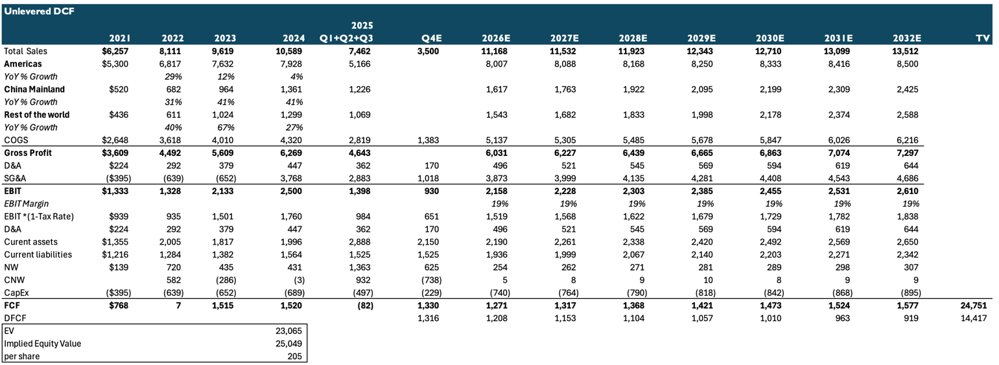 Unlevered DCF
2025
2021 2022 2023 2024 Q1+Q2+Q3 Q4E 2026E 2027E 2028E 2029E 2030E 2031E 2032E TV
Total Sales $6,257 8,111 9,619 10,589 7,462 3,500 11,168 11,532 11,923 12,343 12,710 13,099 13,512
Americas $5,300 6,817 7,632 7,928 5,166 8,007 8,088 8,168 8,250 8,333 8,416 8,500
YoY % Growth 29% 12% 4%
China Mainland $520 682 964 1,361 1,226 1,617 1,763 1,922 2,095 2,199 2,309 2,425
YoY % Growth 31% 41% 41%
Rest of the world $436 611 1,024 1,299 1,069 1,543 1,682 1,833 1,998 2,178 2,374 2,588
YoY % Growth 40% 67% 27%
COGS $2,648 3,618 4,010 4,320 2,819 1,383 5,137 5,305 5,485 5,678 5,847 6,026 6,216
Gross Profit $3,609 4,492 5,609 6,269 4,643 6,031 6,227 6,439 6,665 6,863 7,074 7,297
D&A $224 292 379 447 362 170 496 521 545 569 594 619 644
SG&A ($395) (639) (652) 3,768 2,883 1,018 3,873 3,999 4,135 4,281 4,408 4,543 4,686
EBIT $1,333 1,328 2,133 2,500 1,398 930 2,158 2,228 2,303 2,385 2,455 2,531 2,610
EBIT Margin 19% 19% 19% 19% 19% 19% 19%
EBIT *(1-Tax Rate) $939 935 1,501 1,760 984 651 1,519 1,568 1,622 1,679 1,729 1,782 1,838
D&A $224 292 379 447 362 170 496 521 545 569 594 619 644
Curent assets $1,355 2,005 1,817 1,996 2,888 2,150 2,190 2,261 2,338 2,420 2,492 2,569 2,650
Current liabilities $1,216 1,284 1,382 1,564 1,525 1,525 1,936 1,999 2,067 2,140 2,203 2,271 2,342
NW $139 720 435 431 1,363 625 254 262 271 281 289 298 307
CNW 582 (286) (3) 932 (738) 5 8 9 10 8 9 9
CapEx ($395) (639) (652) (689) (497) (229) (740) (764) (790) (818) (842) (868) (895)
FCF $768 7 1,515 1,520 (82) 1,330 1,271 1,317 1,368 1,421 1,473 1,524 1,577 24,751
DFCF 1,316 1,208 1,153 1,104 1,057 1,010 963 919 14,417
EV 23,065
Implied Equity Value 25,049
per share 205